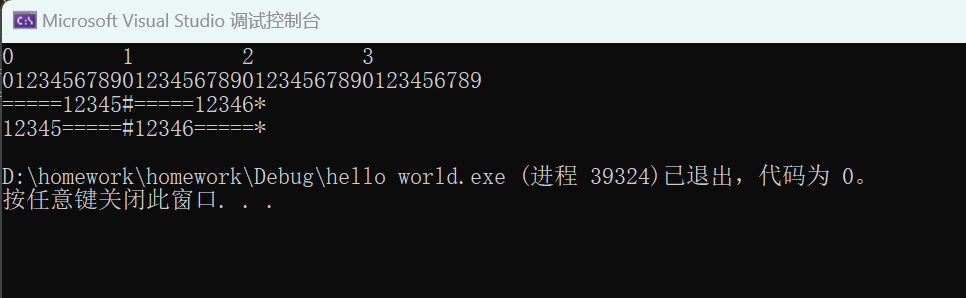 Microsoft Visual Studio 调试控制台
0         1         2         3
0123456789012345678901234567890123456789
=====12345#=====12346*
12345=====#12346=====*
D:\homework\homework\Debug\hello world.exe (进程 39324)已退出，代码为 0。
按任意键关闭此窗口. . .